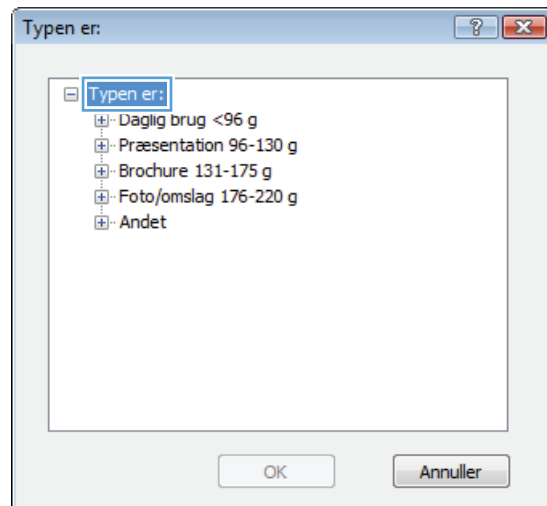 Typen er:
Typen er:
Daglig brug <96 g
Præsentation 96-130 g
Brochure 131-175 g
Foto/omslag 176-220 g
Andet
OK
Annuller